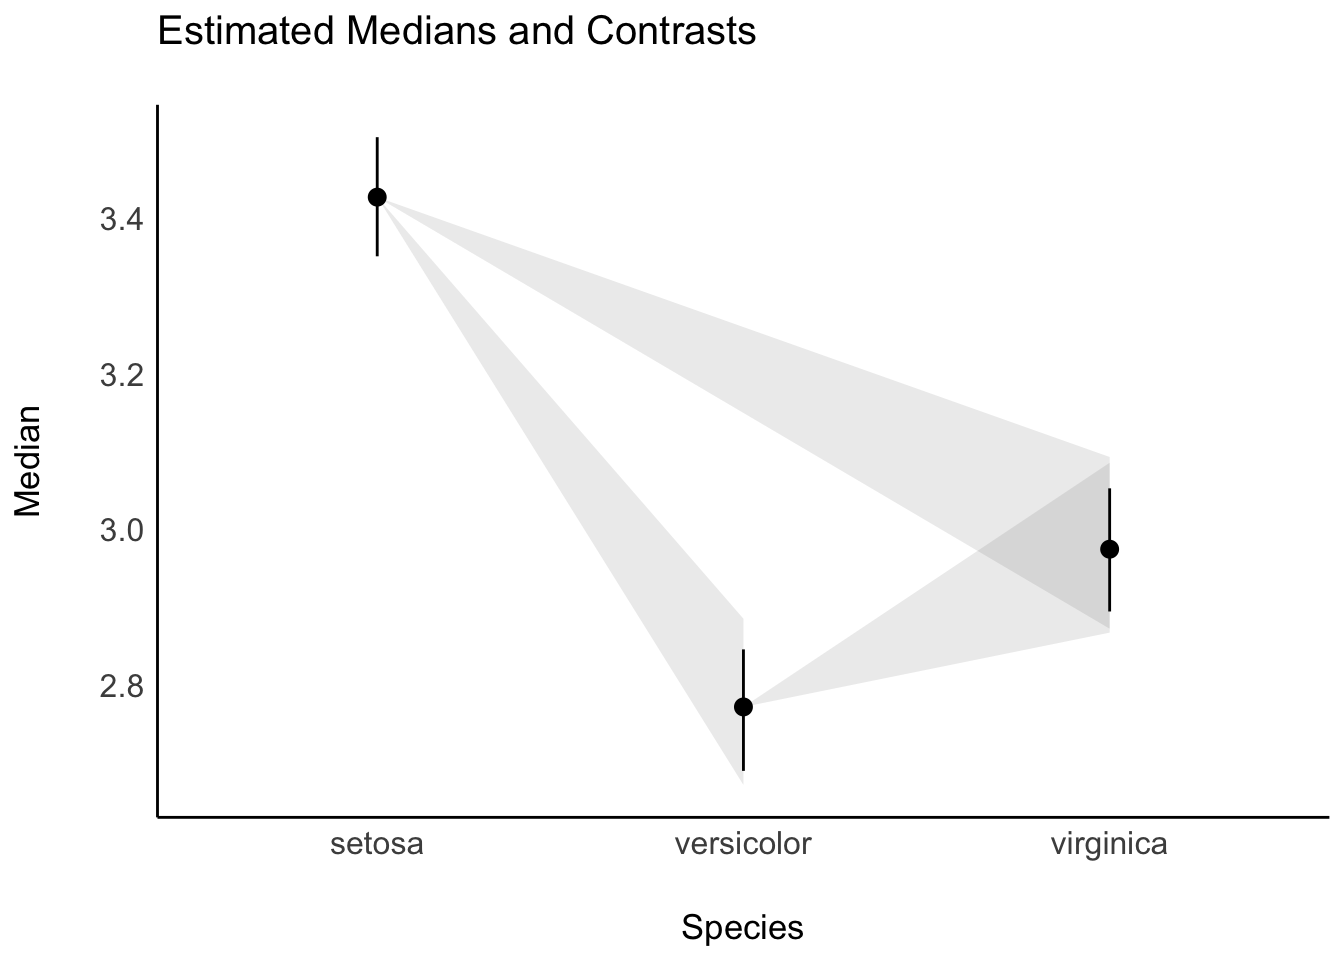 Estimated Medians and Contrasts
Median
3.4
3.2
3.0
2.8
setosa versicolor virginica
Species